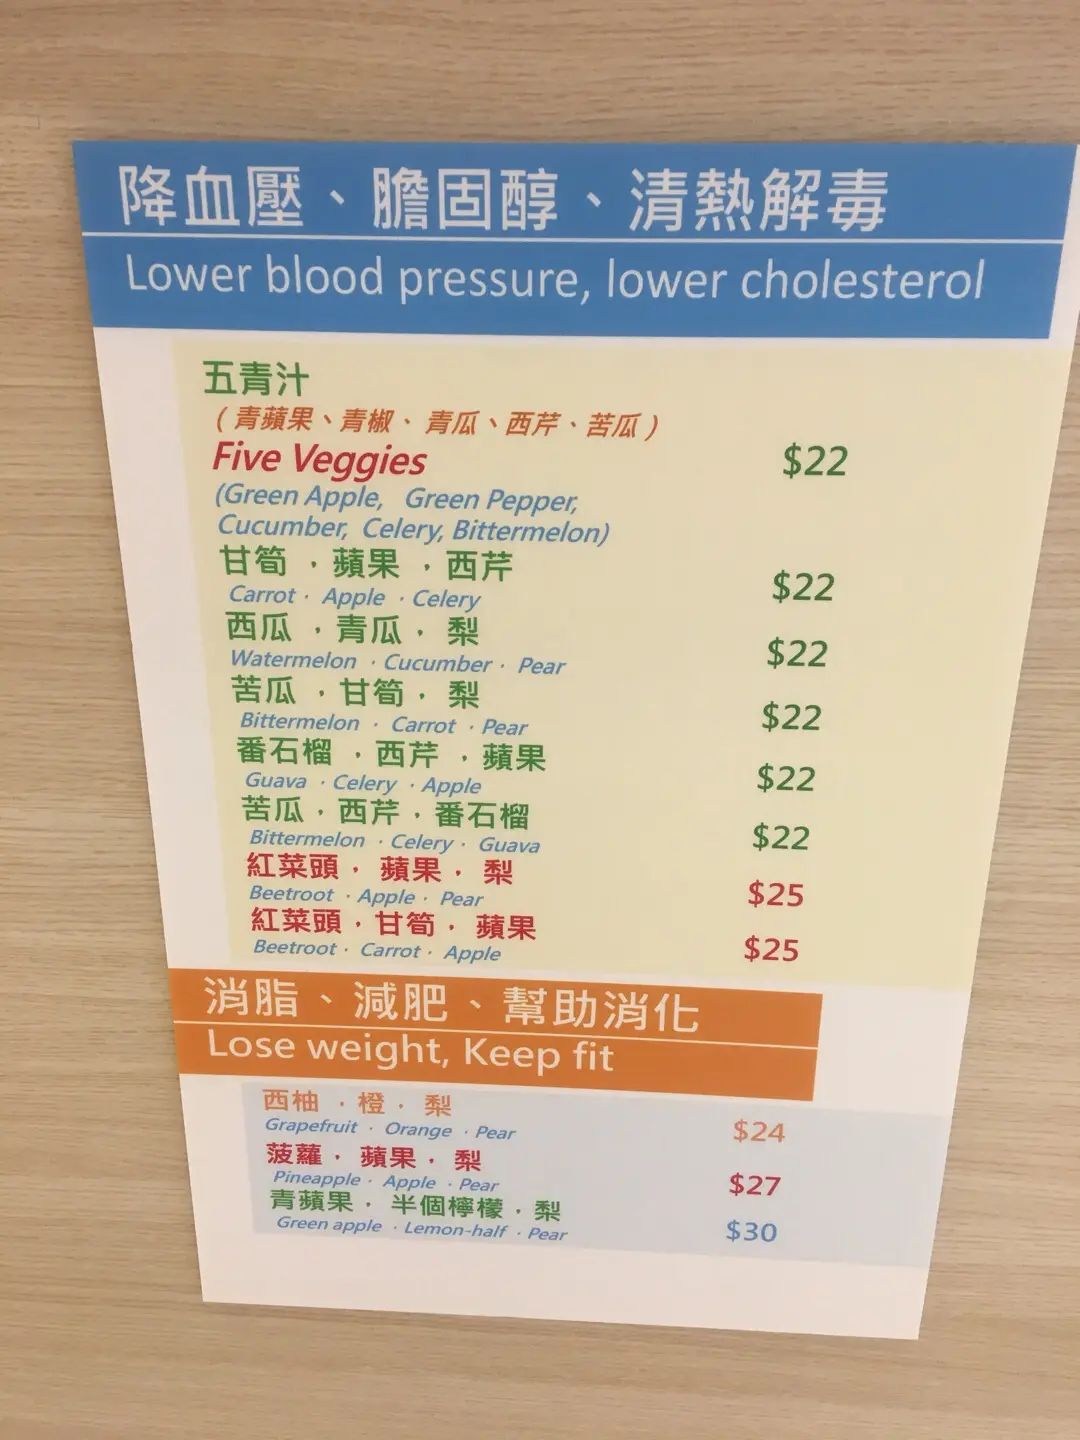 降血壓、膽固醇、清熱解毒
Lower blood pressure, lower cholesterol
五青汁
(青蘋果、青椒、青瓜、西芹、苦瓜)
Five Veggies $22
(Green Apple, Green Pepper,
Cucumber, Celery, Bittermelon)
甘筍．蘋果．西芹 $22
Carrot · Apple · Celery
西瓜．青瓜．梨 $22
Watermelon · Cucumber · Pear
苦瓜．甘筍．梨 $22
Bittermelon · Carrot · Pear
番石榴．西芹．蘋果 $22
Guava · Celery · Apple
苦瓜．西芹．番石榴 $22
Bittermelon · Celery · Guava
紅菜頭．蘋果．梨 $25
Beetroot · Apple · Pear
紅菜頭．甘筍．蘋果 $25
Beetroot · Carrot · Apple
消脂、減肥、幫助消化
Lose weight, Keep fit
西柚．橙．梨 $24
Grapefruit · Orange · Pear
菠蘿．蘋果．梨 $27
Pineapple · Apple · Pear
青蘋果．半個檸檬．梨 $30
Green apple · Lemon-half · Pear